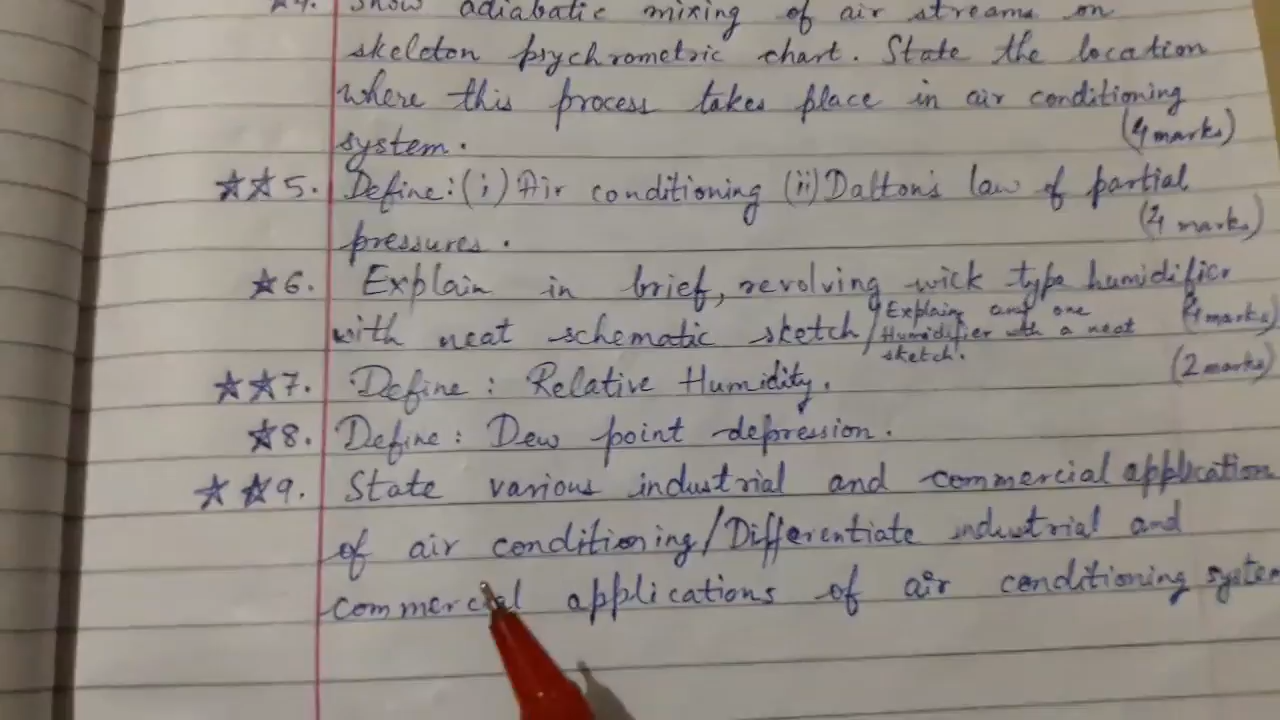 ★4. Show adiabatic mixing of air streams on
skeleton psychrometric chart. State the location
where this process takes place in air conditioning
system. (4 marks)
★★5. Define: (i) Air conditioning (ii) Dalton's law of partial
pressures. (4 marks)
★6. Explain in brief, revolving wick type humidifier
with neat schematic sketch/Explain any one Humidifier with a neat sketch. (4 marks)
★★7. Define: Relative Humidity. (2 marks)
★8. Define: Dew point depression.
★★9. State various industrial and commercial application
of air conditioning/Differentiate industrial and
commercial applications of air conditioning system